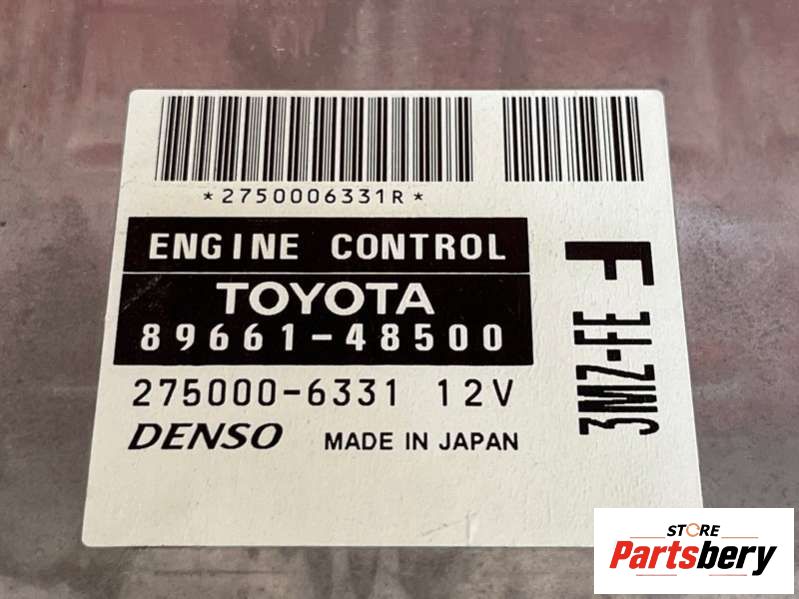 *2750006331R*
ENGINE CONTROL
TOYOTA
89661-48500
275000-6331 12V
DENSO MADE IN JAPAN
3MZ-FE F
STORE
Partsbery